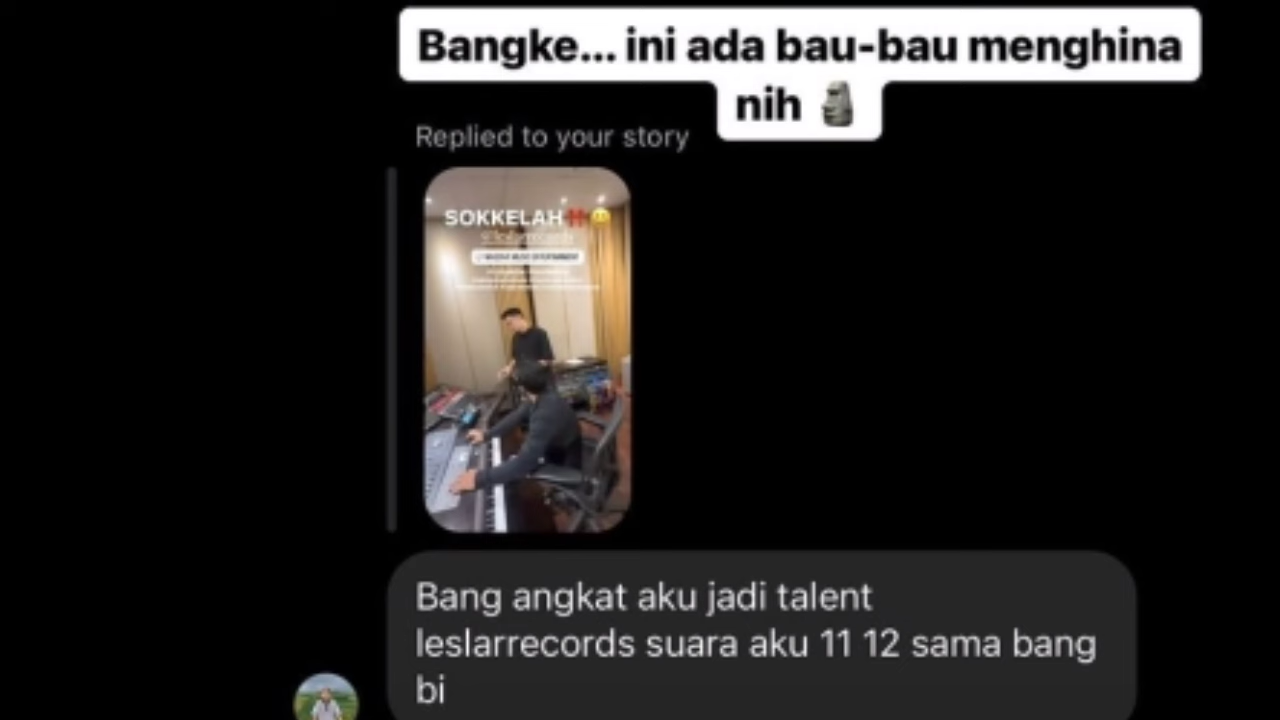 Bangke... ini ada bau-bau menghina
nih 🗿
Replied to your story
SOKKELAH‼️😄
Bang angkat aku jadi talent
leslarrecords suara aku 11 12 sama bang
bi